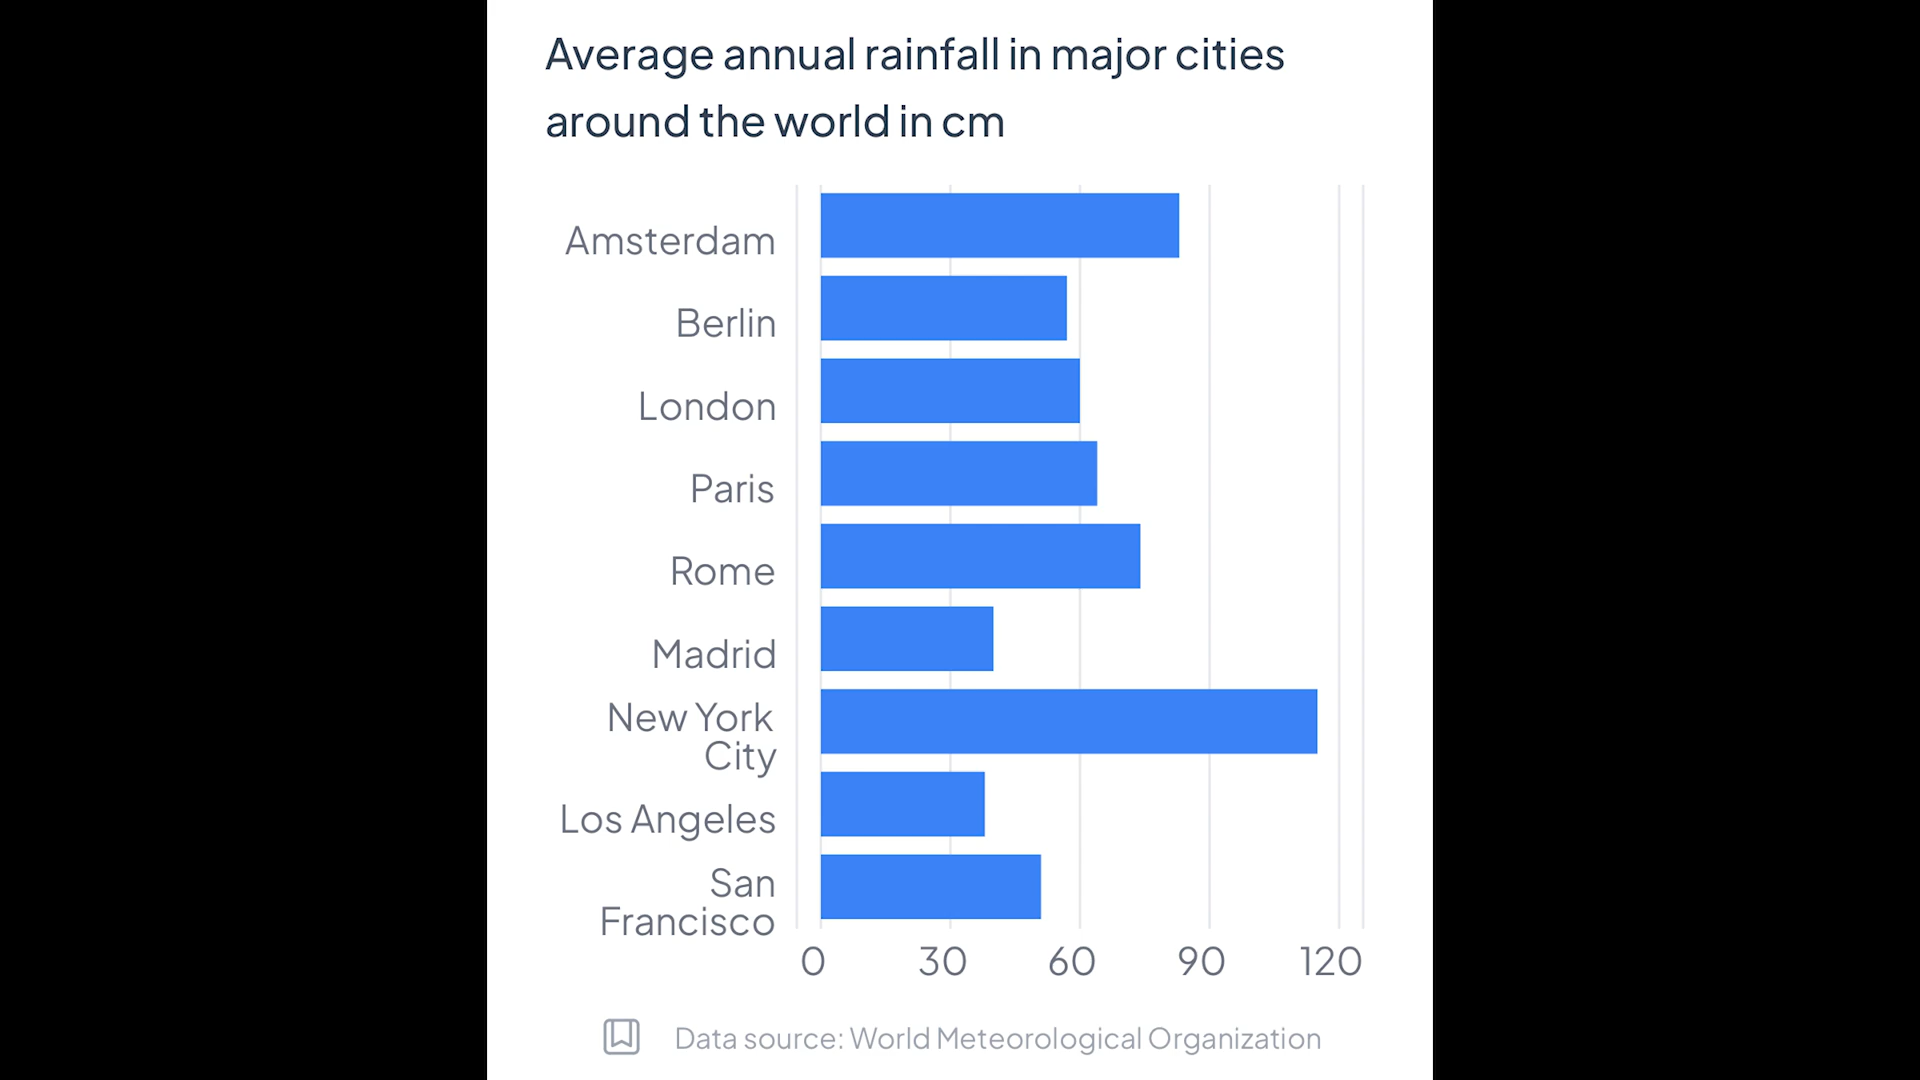 Average annual rainfall in major cities
around the world in cm
Amsterdam
Berlin
London
Paris
Rome
Madrid
New York
City
Los Angeles
San
Francisco
0 30 60 90 120
Data source: World Meteorological Organization